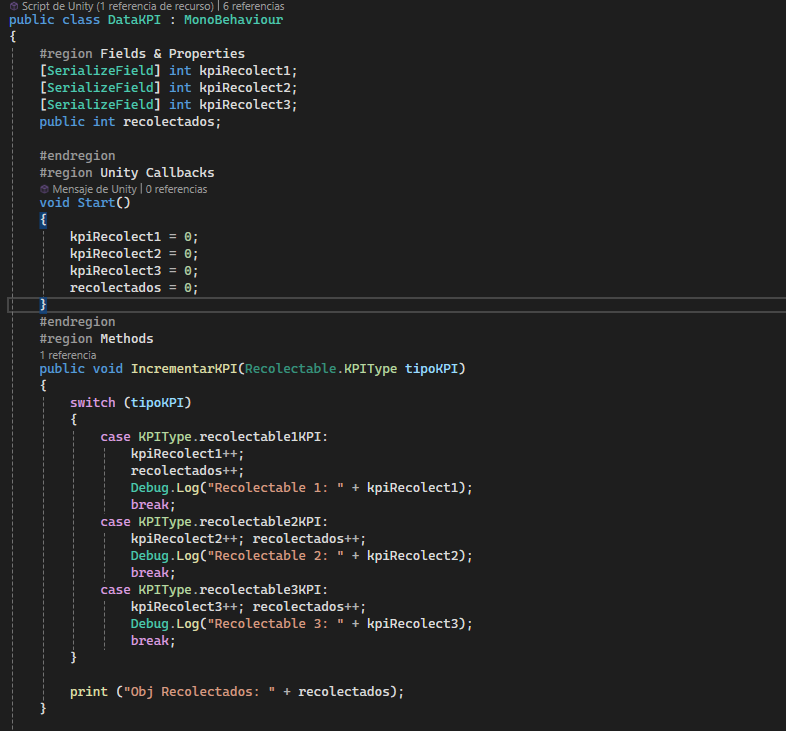 Script de Unity (1 referencia de recurso) | 6 referencias
public class DataKPI : MonoBehaviour
{
#region Fields & Properties
[SerializeField] int kpiRecolect1;
[SerializeField] int kpiRecolect2;
[SerializeField] int kpiRecolect3;
public int recolectados;
#endregion
#region Unity Callbacks
Mensaje de Unity | 0 referencias
void Start()
{
kpiRecolect1 = 0;
kpiRecolect2 = 0;
kpiRecolect3 = 0;
recolectados = 0;
}
#endregion
#region Methods
1 referencia
public void IncrementarKPI(Recolectable.KPIType tipoKPI)
{
switch (tipoKPI)
{
case KPIType.recolectable1KPI:
kpiRecolect1++;
recolectados++;
Debug.Log("Recolectable 1: " + kpiRecolect1);
break;
case KPIType.recolectable2KPI:
kpiRecolect2++; recolectados++;
Debug.Log("Recolectable 2: " + kpiRecolect2);
break;
case KPIType.recolectable3KPI:
kpiRecolect3++; recolectados++;
Debug.Log("Recolectable 3: " + kpiRecolect3);
break;
}
print ("Obj Recolectados: " + recolectados);
}